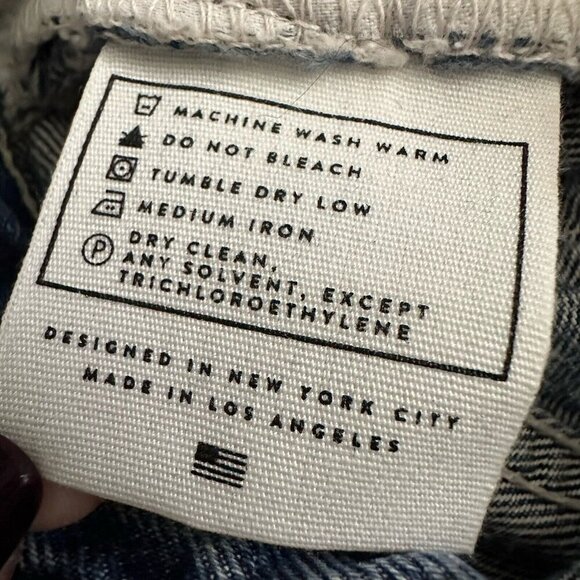 MACHINE WASH WARM
DO NOT BLEACH
TUMBLE DRY LOW
MEDIUM IRON
P
DRY CLEAN,
ANY SOLVENT, EXCEPT
TRICHLOROETHYLENE
DESIGNED IN NEW YORK CITY
MADE IN LOS ANGELES